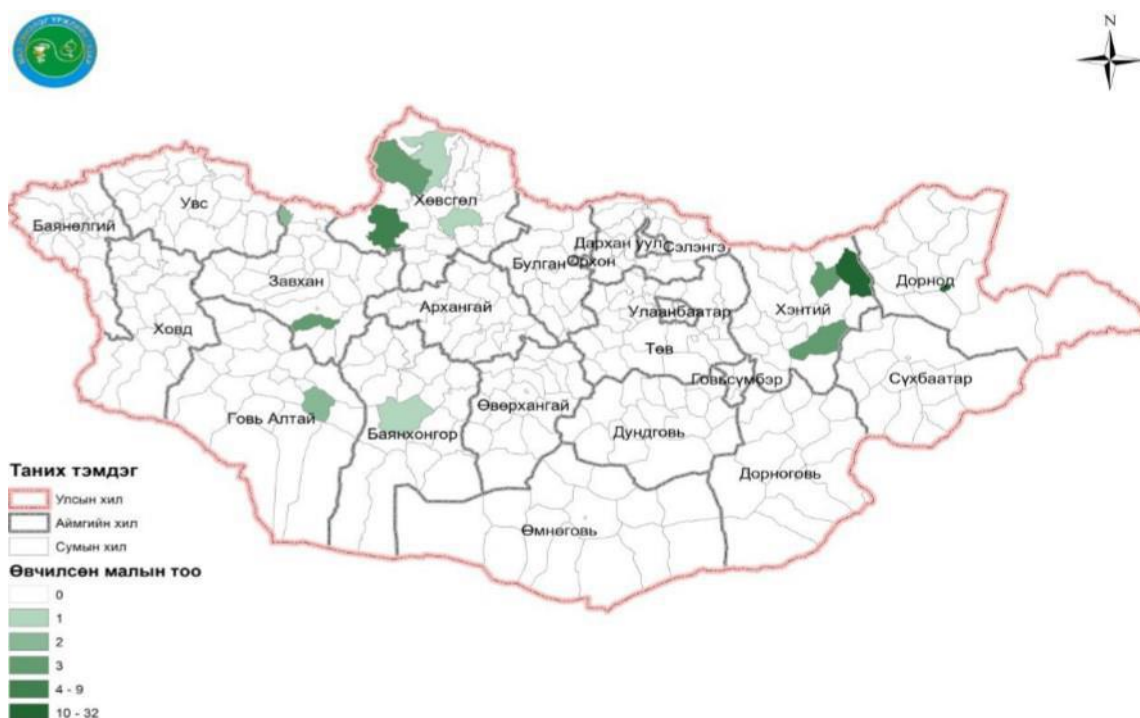 N
Хөвсгөл
Увс
Баянөлгий
Дархан уул
Сэлэнгэ
Булган
Орхон
Завхан
Дорнод
Архангай
Улаанбаатар
Хэнтий
Ховд
Төв
Говьсүмбэр
Сүхбаатар
Өвөрхангай
Говь Алтай
Баянхонгор
Дундговь
Дорноговь
Өмнөговь
Таних тэмдэг
Улсын хил
Аймгийн хил
Сумын хил
Өвчилсөн малын тоо
0
1
2
3
4 - 9
10 - 32